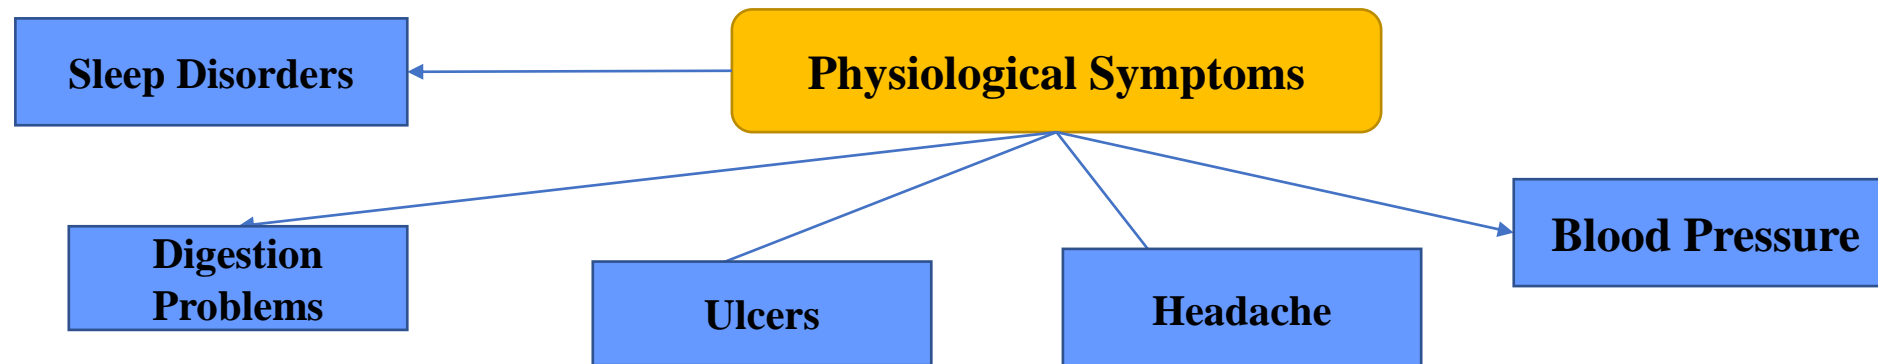 Sleep Disorders
Physiological Symptoms
Digestion
Problems
Ulcers
Headache
Blood Pressure